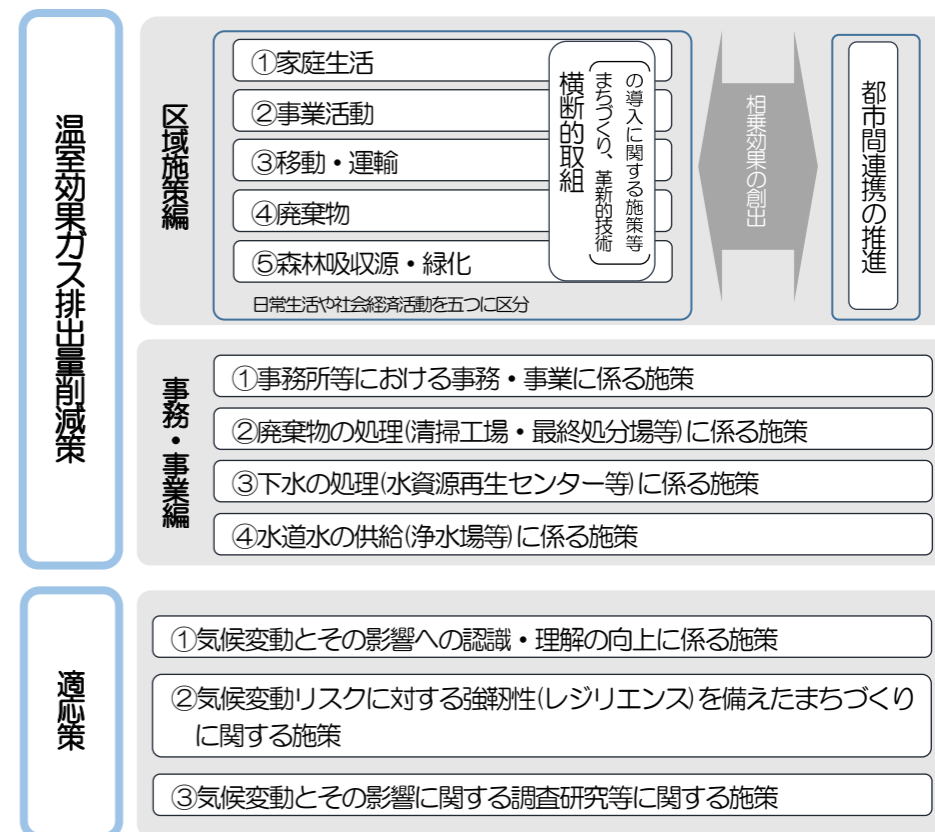 温室効果ガス排出量削減策
区域施策編
①家庭生活
②事業活動
③移動・運輸
④廃棄物
⑤森林吸収源・緑化
日常生活や社会経済活動を五つに区分
横断的取組
まちづくり、革新的技術
の導入に関する施策等
相乗効果の創出
都市間連携の推進
事務・事業編
①事務所等における事務・事業に係る施策
②廃棄物の処理(清掃工場・最終処分場等)に係る施策
③下水の処理(水資源再生センター等)に係る施策
④水道水の供給(浄水場等)に係る施策
適応策
①気候変動とその影響への認識・理解の向上に係る施策
②気候変動リスクに対する強靭性(レジリエンス)を備えたまちづくり
に関する施策
③気候変動とその影響に関する調査研究等に関する施策